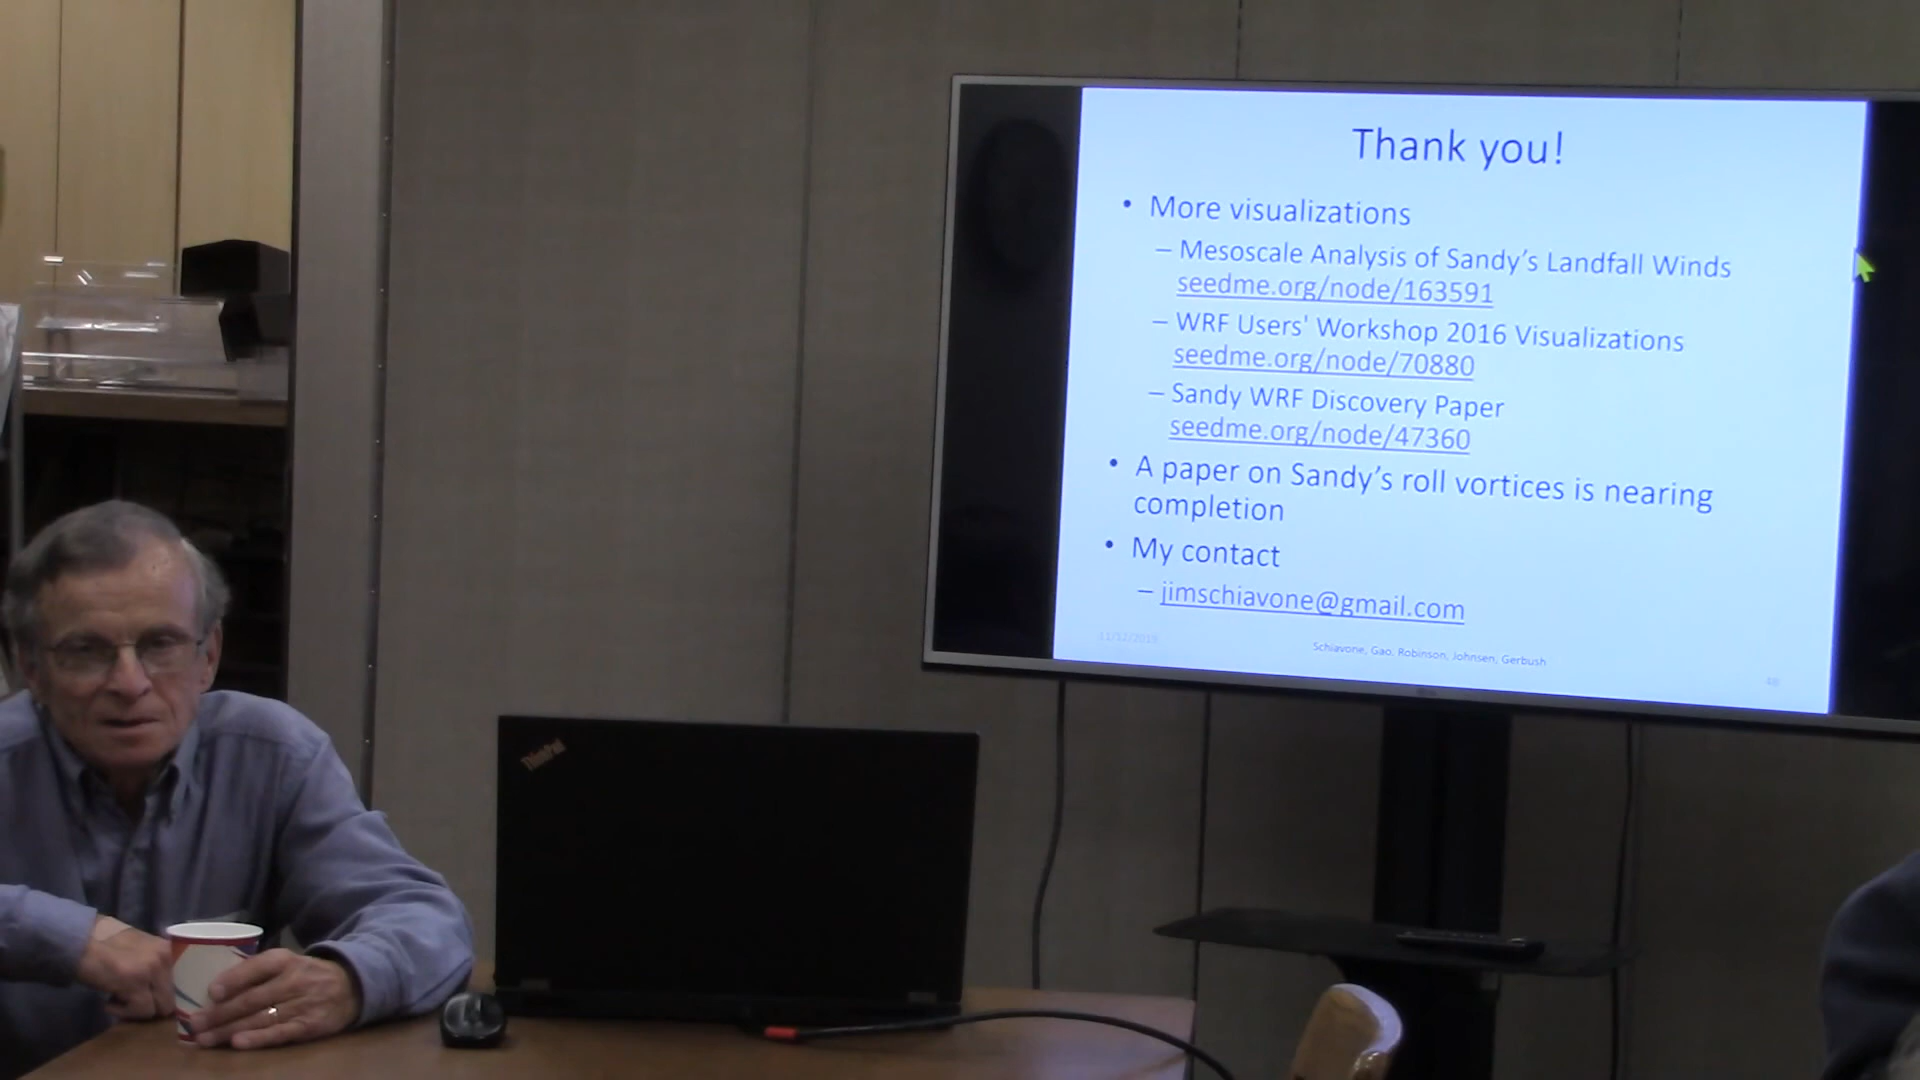 Thank you!
• More visualizations
– Mesoscale Analysis of Sandy's Landfall Winds
seedme.org/node/163591
– WRF Users' Workshop 2016 Visualizations
seedme.org/node/70880
– Sandy WRF Discovery Paper
seedme.org/node/47360
• A paper on Sandy's roll vortices is nearing
completion
• My contact
– jimschiavone@gmail.com
Schiavone, Gao, Robinson, Johnsen, Gerbush
ThinkPad